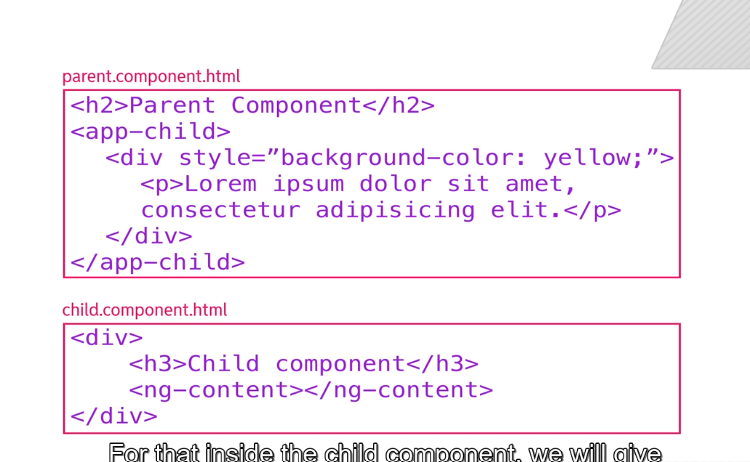 parent.component.html
<h2>Parent Component</h2>
<app-child>
<div style=”background-color: yellow;”>
<p>Lorem ipsum dolor sit amet,
consectetur adipisicing elit.</p>
</div>
</app-child>
child.component.html
<div>
<h3>Child component</h3>
<ng-content></ng-content>
</div>
For that inside the child component, we will give